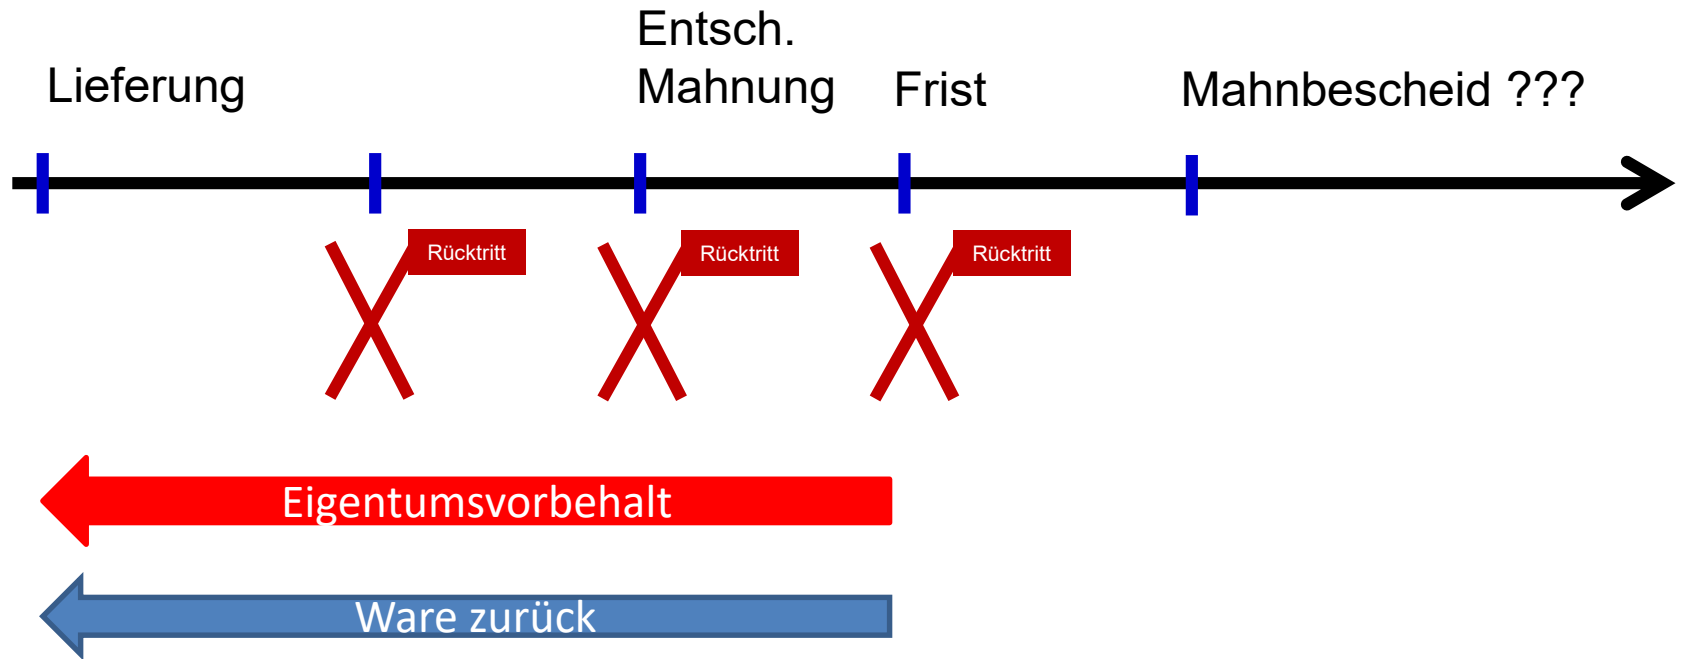 Lieferung
Entsch.
Mahnung
Frist
Mahnbescheid ???
Rücktritt
Rücktritt
Rücktritt
Eigentumsvorbehalt
Ware zurück